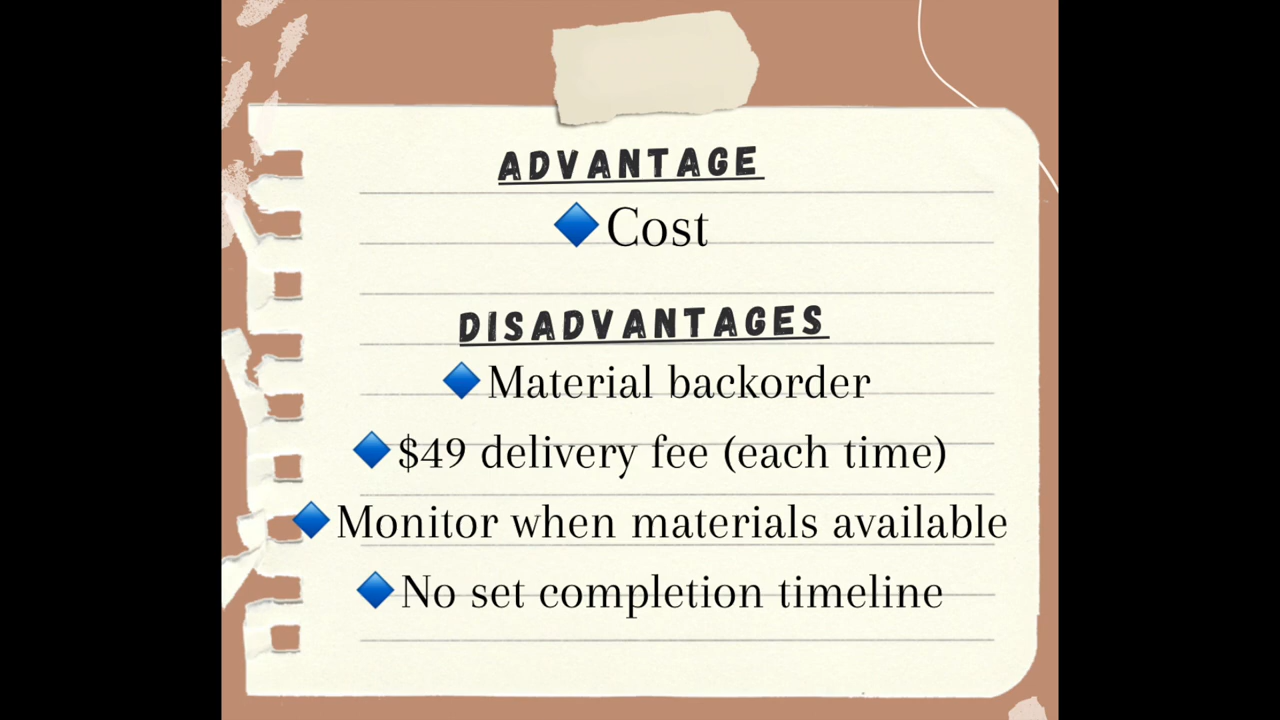 ADVANTAGE
🔷Cost
DISADVANTAGES
🔷Material backorder
🔷$49 delivery fee (each time)
🔷Monitor when materials available
🔷No set completion timeline